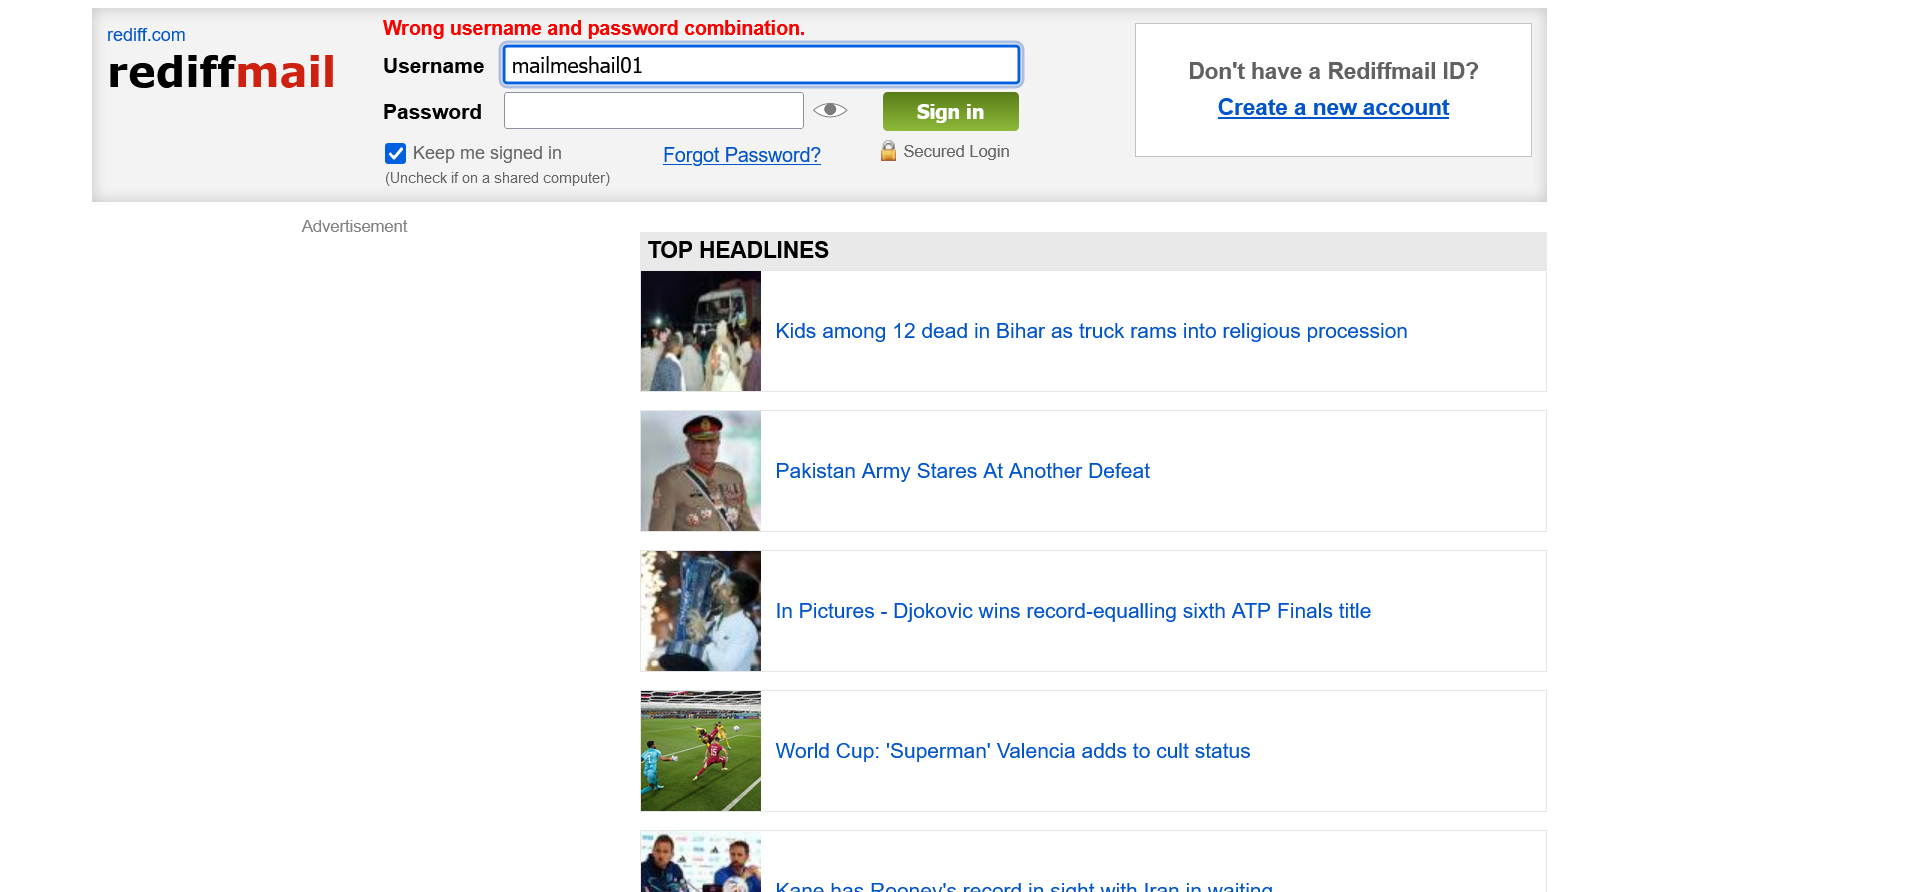 rediff.com
rediffmail
Wrong username and password combination.
Username mailmeshail01
Password
Sign in
Keep me signed in
(Uncheck if on a shared computer)
Forgot Password?
Secured Login
Don't have a Rediffmail ID?
Create a new account
Advertisement
TOP HEADLINES
Kids among 12 dead in Bihar as truck rams into religious procession
Pakistan Army Stares At Another Defeat
In Pictures - Djokovic wins record-equalling sixth ATP Finals title
World Cup: 'Superman' Valencia adds to cult status
Kane has Rooney's record in sight with Iran in waiting